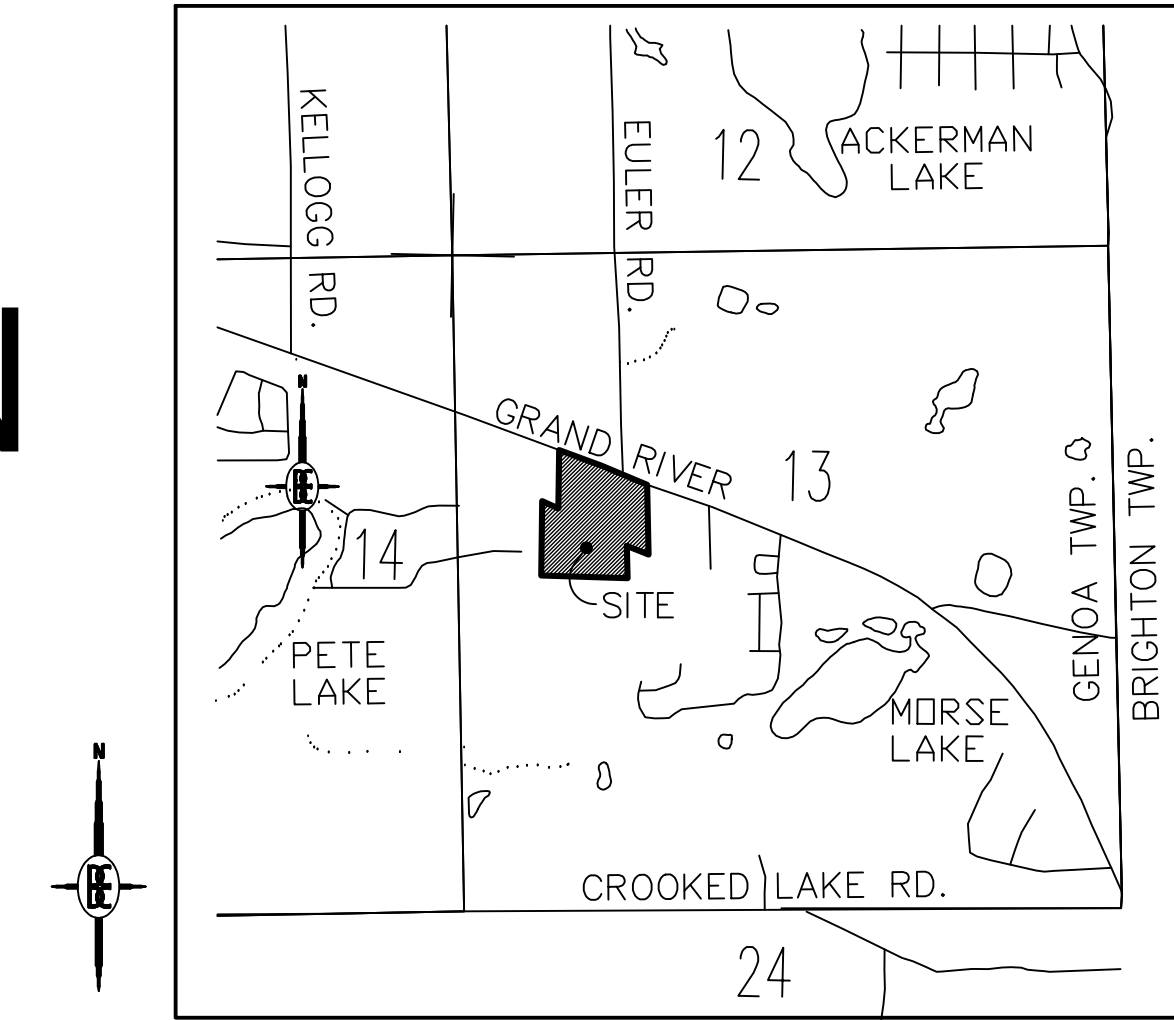 KELLOGG RD.
EULER RD.
12
ACKERMAN
LAKE
N
GRAND RIVER
13
14
SITE
PETE
LAKE
MORSE
LAKE
GENOA TWP.
BRIGHTON TWP.
N
CROOKED LAKE RD.
24